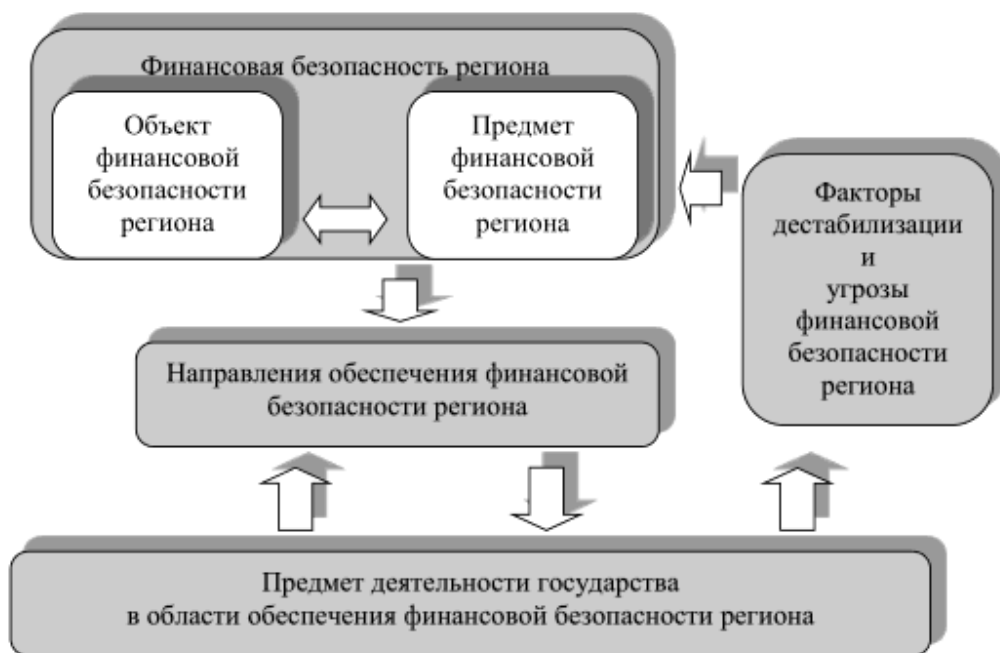 Финансовая безопасность региона
Объект
финансовой
безопасности
региона
Предмет
финансовой
безопасности
региона
Факторы
дестабилизации
и
угрозы
финансовой
безопасности
региона
Направления обеспечения финансовой
безопасности региона
Предмет деятельности государства
в области обеспечения финансовой безопасности региона